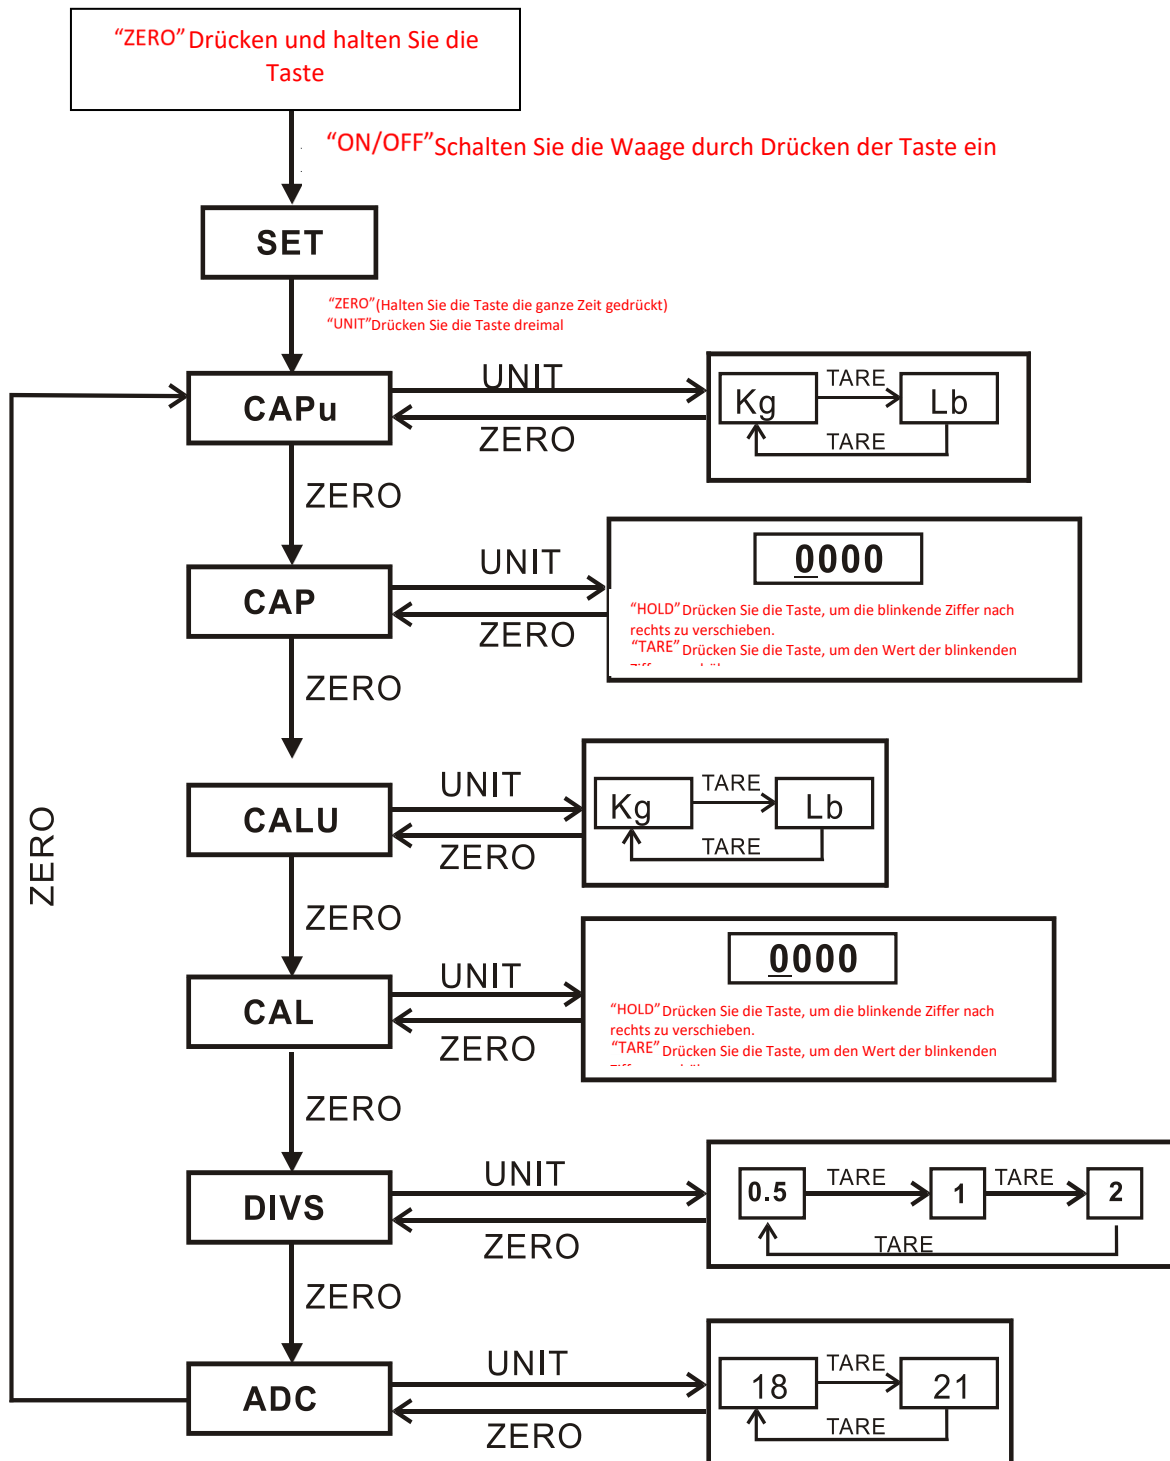 “ZERO” Drücken und halten Sie die
Taste
“ON/OFF” Schalten Sie die Waage durch Drücken der Taste ein
SET
“ZERO” (Halten Sie die Taste die ganze Zeit gedrückt)
“UNIT” Drücken Sie die Taste dreimal
CAPu
UNIT
ZERO
Kg
TARE
Lb
TARE
ZERO
CAP
UNIT
ZERO
0000
“HOLD” Drücken Sie die Taste, um die blinkende Ziffer nach
rechts zu verschieben.
“TARE” Drücken Sie die Taste, um den Wert der blinkenden
ZERO
CALU
UNIT
ZERO
Kg
TARE
Lb
TARE
ZERO
ZERO
CAL
UNIT
ZERO
0000
“HOLD” Drücken Sie die Taste, um die blinkende Ziffer nach
rechts zu verschieben.
“TARE” Drücken Sie die Taste, um den Wert der blinkenden
ZERO
DIVS
UNIT
ZERO
0.5
TARE
1
TARE
2
TARE
ZERO
ADC
UNIT
ZERO
18
TARE
21
TARE